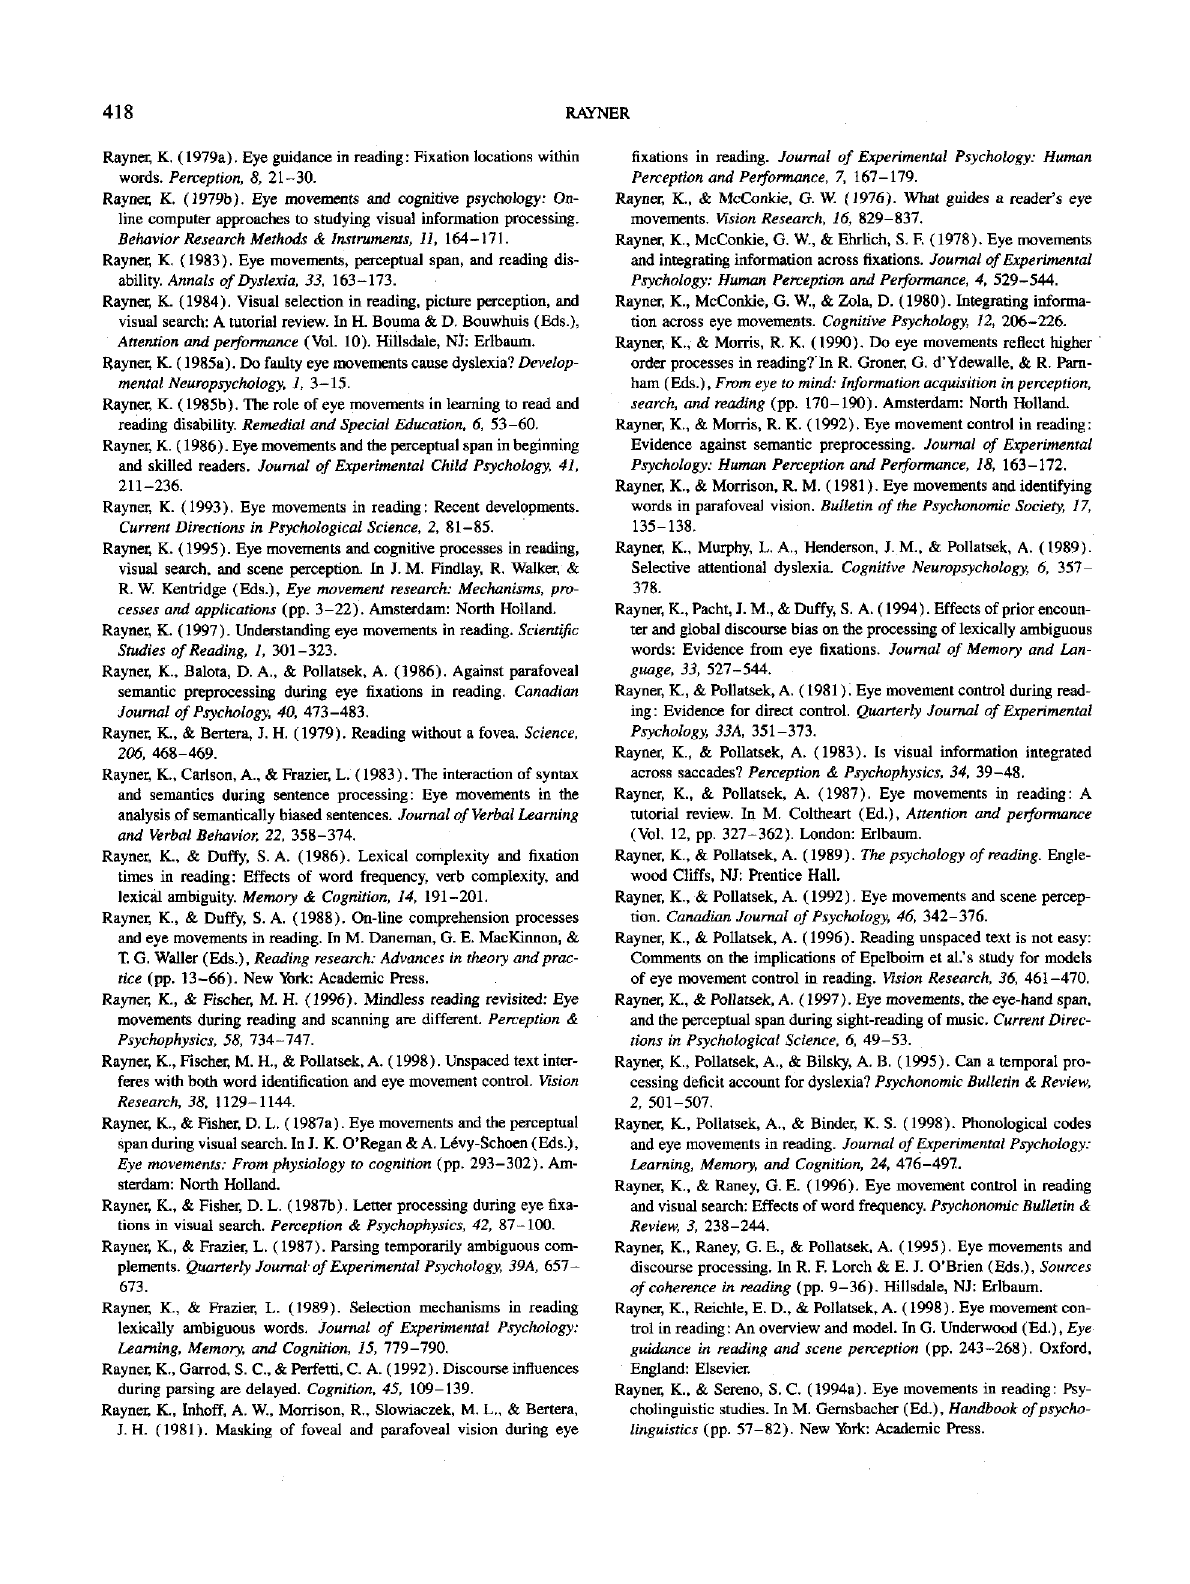 418
RAYNER
Rayner, K. (1979a). Eye guidance in reading: Fixation locations within
words. Perception, 8, 21–30.
Rayner, K. (1979b). Eye movements and cognitive psychology: On-
line computer approaches to studying visual information processing.
Behavior Research Methods & Instruments, 11, 164–171.
Rayner, K. (1983). Eye movements, perceptual span, and reading dis-
ability. Annals of Dyslexia, 33, 163–173.
Rayner, K. (1984). Visual selection in reading, picture perception, and
visual search: A tutorial review. In H. Bouma & D. Bouwhuis (Eds.),
Attention and performance (Vol. 10). Hillsdale, NJ: Erlbaum.
Rayner, K. (1985a). Do faulty eye movements cause dyslexia? Develop-
mental Neuropsychology, 1, 3–15.
Rayner, K. (1985b). The role of eye movements in learning to read and
reading disability. Remedial and Special Education, 6, 53–60.
Rayner, K. (1986). Eye movements and the perceptual span in beginning
and skilled readers. Journal of Experimental Child Psychology, 41,
211–236.
Rayner, K. (1993). Eye movements in reading: Recent developments.
Current Directions in Psychological Science, 2, 81–85.
Rayner, K. (1995). Eye movements and cognitive processes in reading,
visual search, and scene perception. In J. M. Findlay, R. Walker, &
R. W. Kentridge (Eds.), Eye movement research: Mechanisms, pro-
cesses and applications (pp. 3–22). Amsterdam: North Holland.
Rayner, K. (1997). Understanding eye movements in reading. Scientific
Studies of Reading, 1, 301–323.
Rayner, K., Balota, D. A., & Pollatsek, A. (1986). Against parafoveal
semantic preprocessing during eye fixations in reading. Canadian
Journal of Psychology, 40, 473–483.
Rayner, K., & Bertera, J. H. (1979). Reading without a fovea. Science,
206, 468–469.
Rayner, K., Carlson, A., & Frazier, L. (1983). The interaction of syntax
and semantics during sentence processing: Eye movements in the
analysis of semantically biased sentences. Journal of Verbal Learning
and Verbal Behavior, 22, 358–374.
Rayner, K., & Duffy, S. A. (1986). Lexical complexity and fixation
times in reading: Effects of word frequency, verb complexity, and
lexical ambiguity. Memory & Cognition, 14, 191–201.
Rayner, K., & Duffy, S. A. (1988). On-line comprehension processes
and eye movements in reading. In M. Daneman, G. E. MacKinnon, &
T. G. Waller (Eds.), Reading research: Advances in theory and prac-
tice (pp. 13–66). New York: Academic Press.
Rayner, K., & Fischer, M. H. (1996). Mindless reading revisited: Eye
movements during reading and scanning are different. Perception &
Psychophysics, 58, 734–747.
Rayner, K., Fischer, M. H., & Pollatsek, A. (1998). Unspaced text inter-
feres with both word identification and eye movement control. Vision
Research, 38, 1129–1144.
Rayner, K., & Fisher, D. L. (1987a). Eye movements and the perceptual
span during visual search. In J. K. O'Regan & A. Lévy-Schoen (Eds.),
Eye movements: From physiology to cognition (pp. 293–302). Am-
sterdam: North Holland.
Rayner, K., & Fisher, D. L. (1987b). Letter processing during eye fixa-
tions in visual search. Perception & Psychophysics, 42, 87–100.
Rayner, K., & Frazier, L. (1987). Parsing temporarily ambiguous com-
plements. Quarterly Journal of Experimental Psychology, 39A, 657–
673.
Rayner, K., & Frazier, L. (1989). Selection mechanisms in reading
lexically ambiguous words. Journal of Experimental Psychology:
Learning, Memory, and Cognition, 15, 779–790.
Rayner, K., Garrod, S. C., & Perfetti, C. A. (1992). Discourse influences
during parsing are delayed. Cognition, 45, 109–139.
Rayner, K., Inhoff, A. W., Morrison, R., Slowiaczek, M. L., & Bertera,
J. H. (1981). Masking of foveal and parafoveal vision during eye
fixations in reading. Journal of Experimental Psychology: Human
Perception and Performance, 7, 167–179.
Rayner, K., & McConkie, G. W. (1976). What guides a reader's eye
movements. Vision Research, 16, 829–837.
Rayner, K., McConkie, G. W., & Ehrlich, S. F. (1978). Eye movements
and integrating information across fixations. Journal of Experimental
Psychology: Human Perception and Performance, 4, 529–544.
Rayner, K., McConkie, G. W., & Zola, D. (1980). Integrating informa-
tion across eye movements. Cognitive Psychology, 12, 206–226.
Rayner, K., & Morris, R. K. (1990). Do eye movements reflect higher
order processes in reading? In R. Groner, G. d'Ydewalle, & R. Parn-
ham (Eds.), From eye to mind: Information acquisition in perception,
search, and reading (pp. 170–190). Amsterdam: North Holland.
Rayner, K., & Morris, R. K. (1992). Eye movement control in reading:
Evidence against semantic preprocessing. Journal of Experimental
Psychology: Human Perception and Performance, 18, 163–172.
Rayner, K., & Morrison, R. M. (1981). Eye movements and identifying
words in parafoveal vision. Bulletin of the Psychonomic Society, 17,
135–138.
Rayner, K., Murphy, L. A., Henderson, J. M., & Pollatsek, A. (1989).
Selective attentional dyslexia. Cognitive Neuropsychology, 6, 357–
378.
Rayner, K., Pacht, J. M., & Duffy, S. A. (1994). Effects of prior encoun-
ter and global discourse bias on the processing of lexically ambiguous
words: Evidence from eye fixations. Journal of Memory and Lan-
guage, 33, 527–544.
Rayner, K., & Pollatsek, A. (1981). Eye movement control during read-
ing: Evidence for direct control. Quarterly Journal of Experimental
Psychology, 33A, 351–373.
Rayner, K., & Pollatsek, A. (1983). Is visual information integrated
across saccades? Perception & Psychophysics, 34, 39–48.
Rayner, K., & Pollatsek, A. (1987). Eye movements in reading: A
tutorial review. In M. Coltheart (Ed.), Attention and performance
(Vol. 12, pp. 327–362). London: Erlbaum.
Rayner, K., & Pollatsek, A. (1989). The psychology of reading. Engle-
wood Cliffs, NJ: Prentice Hall.
Rayner, K., & Pollatsek, A. (1992). Eye movements and scene percep-
tion. Canadian Journal of Psychology, 46, 342–376.
Rayner, K., & Pollatsek, A. (1996). Reading unspaced text is not easy:
Comments on the implications of Epelboim et al.'s study for models
of eye movement control in reading. Vision Research, 36, 461–470.
Rayner, K., & Pollatsek, A. (1997). Eye movements, the eye-hand span,
and the perceptual span during sight-reading of music. Current Direc-
tions in Psychological Science, 6, 49–53.
Rayner, K., Pollatsek, A., & Bilsky, A. B. (1995). Can a temporal pro-
cessing deficit account for dyslexia? Psychonomic Bulletin & Review,
2, 501–507.
Rayner, K., Pollatsek, A., & Binder, K. S. (1998). Phonological codes
and eye movements in reading. Journal of Experimental Psychology:
Learning, Memory, and Cognition, 24, 476–497.
Rayner, K., & Raney, G. E. (1996). Eye movement control in reading
and visual search: Effects of word frequency. Psychonomic Bulletin &
Review, 3, 238–244.
Rayner, K., Raney, G. E., & Pollatsek, A. (1995). Eye movements and
discourse processing. In R. F. Lorch & E. J. O'Brien (Eds.), Sources
of coherence in reading (pp. 9–36). Hillsdale, NJ: Erlbaum.
Rayner, K., Reichle, E. D., & Pollatsek, A. (1998). Eye movement con-
trol in reading: An overview and model. In G. Underwood (Ed.), Eye
guidance in reading and scene perception (pp. 243–268). Oxford,
England: Elsevier.
Rayner, K., & Sereno, S. C. (1994a). Eye movements in reading: Psy-
cholinguistic studies. In M. Gernsbacher (Ed.), Handbook of psycho-
linguistics (pp. 57–82). New York: Academic Press.